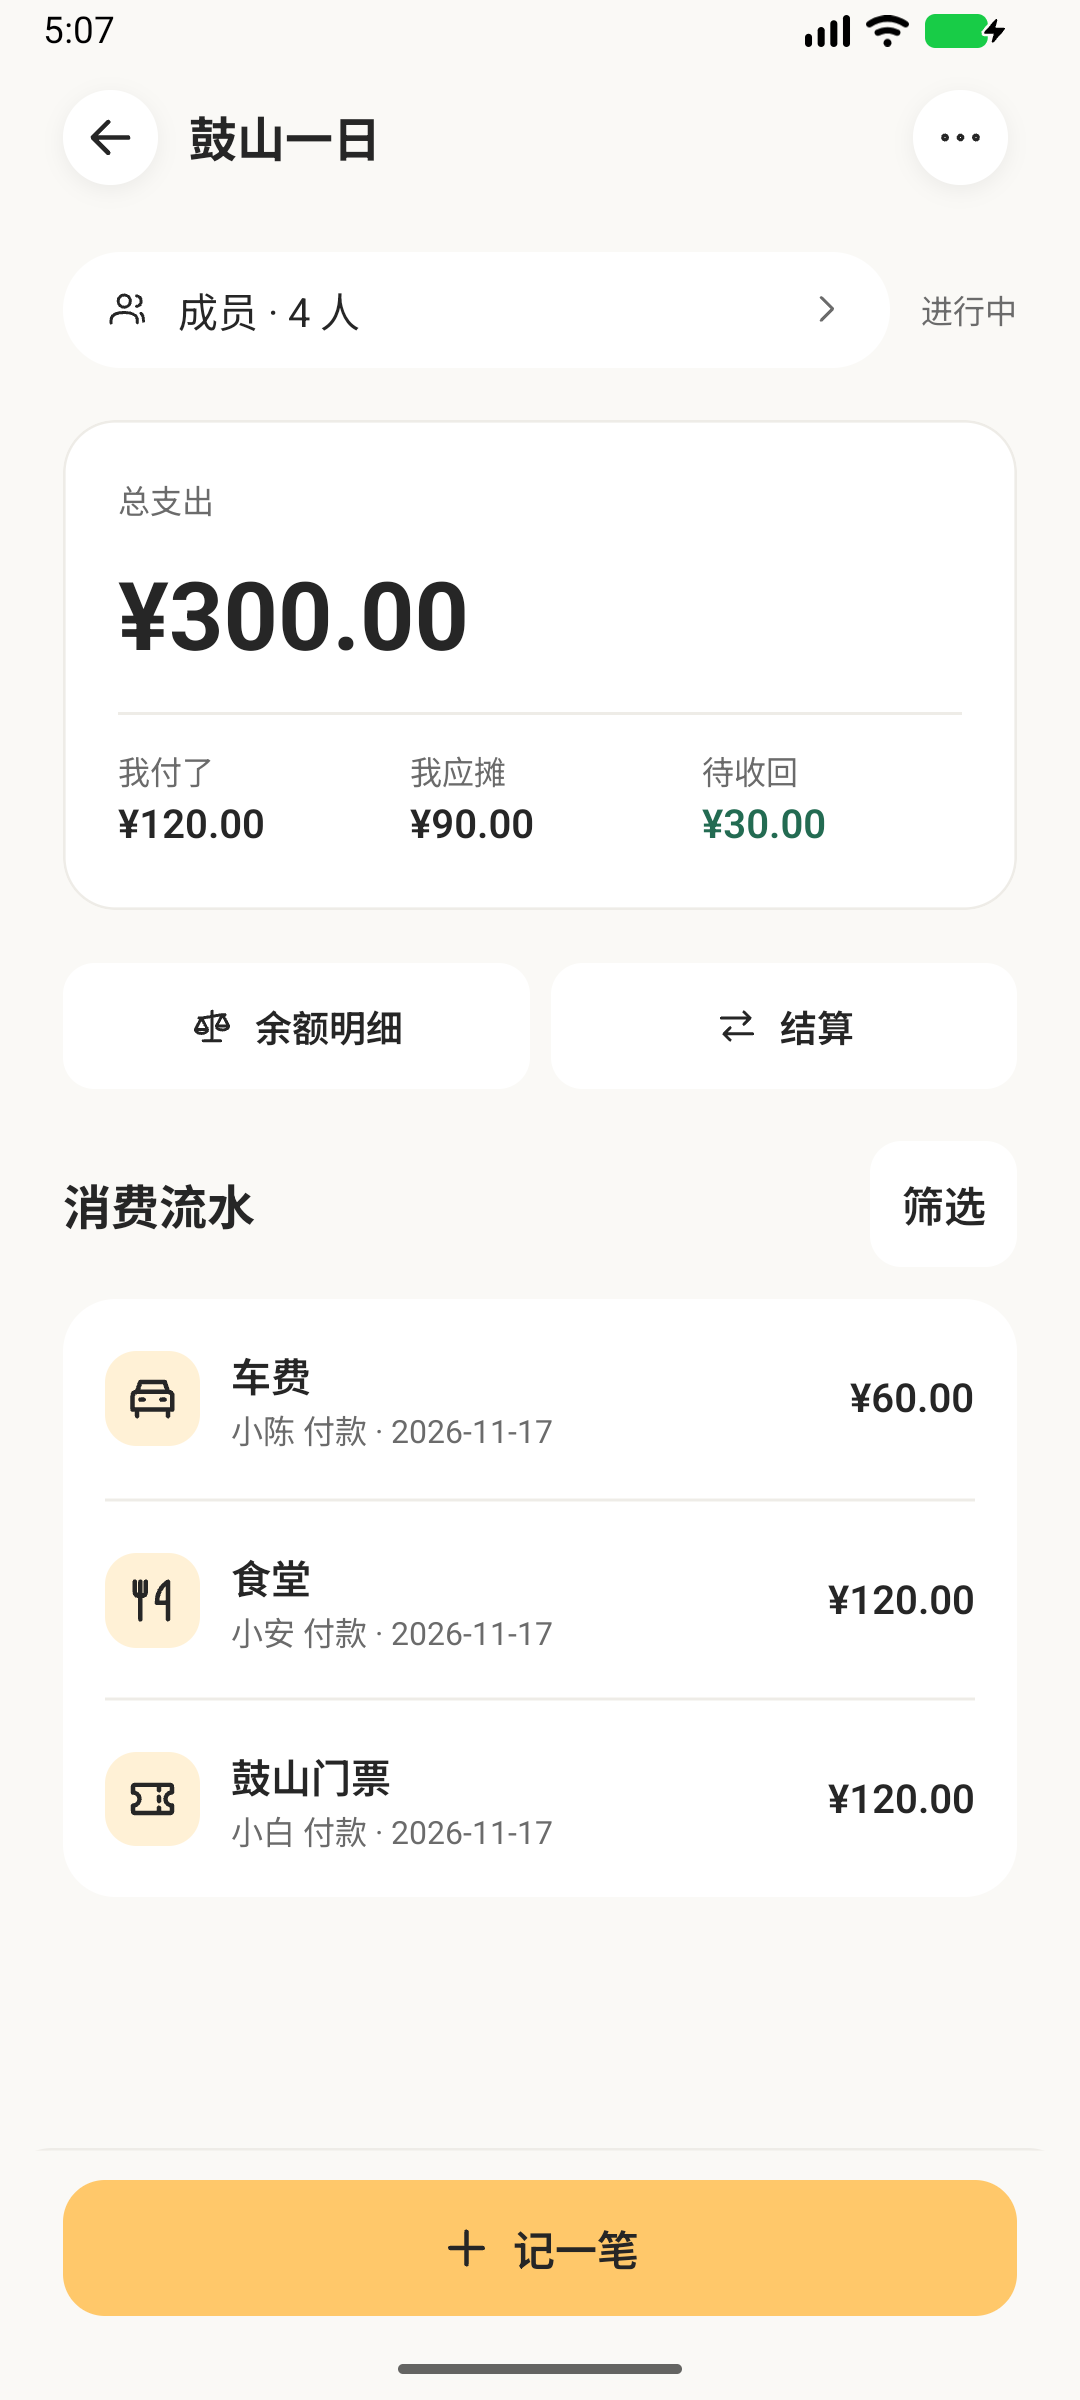 5:07
鼓山一日
成员 · 4 人
进行中
总支出
¥300.00
我付了
我应摊
待收回
¥120.00
¥90.00
¥30.00
余额明细
结算
消费流水
筛选
车费
小陈 付款 · 2026-11-17
¥60.00
食堂
小安 付款 · 2026-11-17
¥120.00
鼓山门票
小白 付款 · 2026-11-17
¥120.00
记一笔